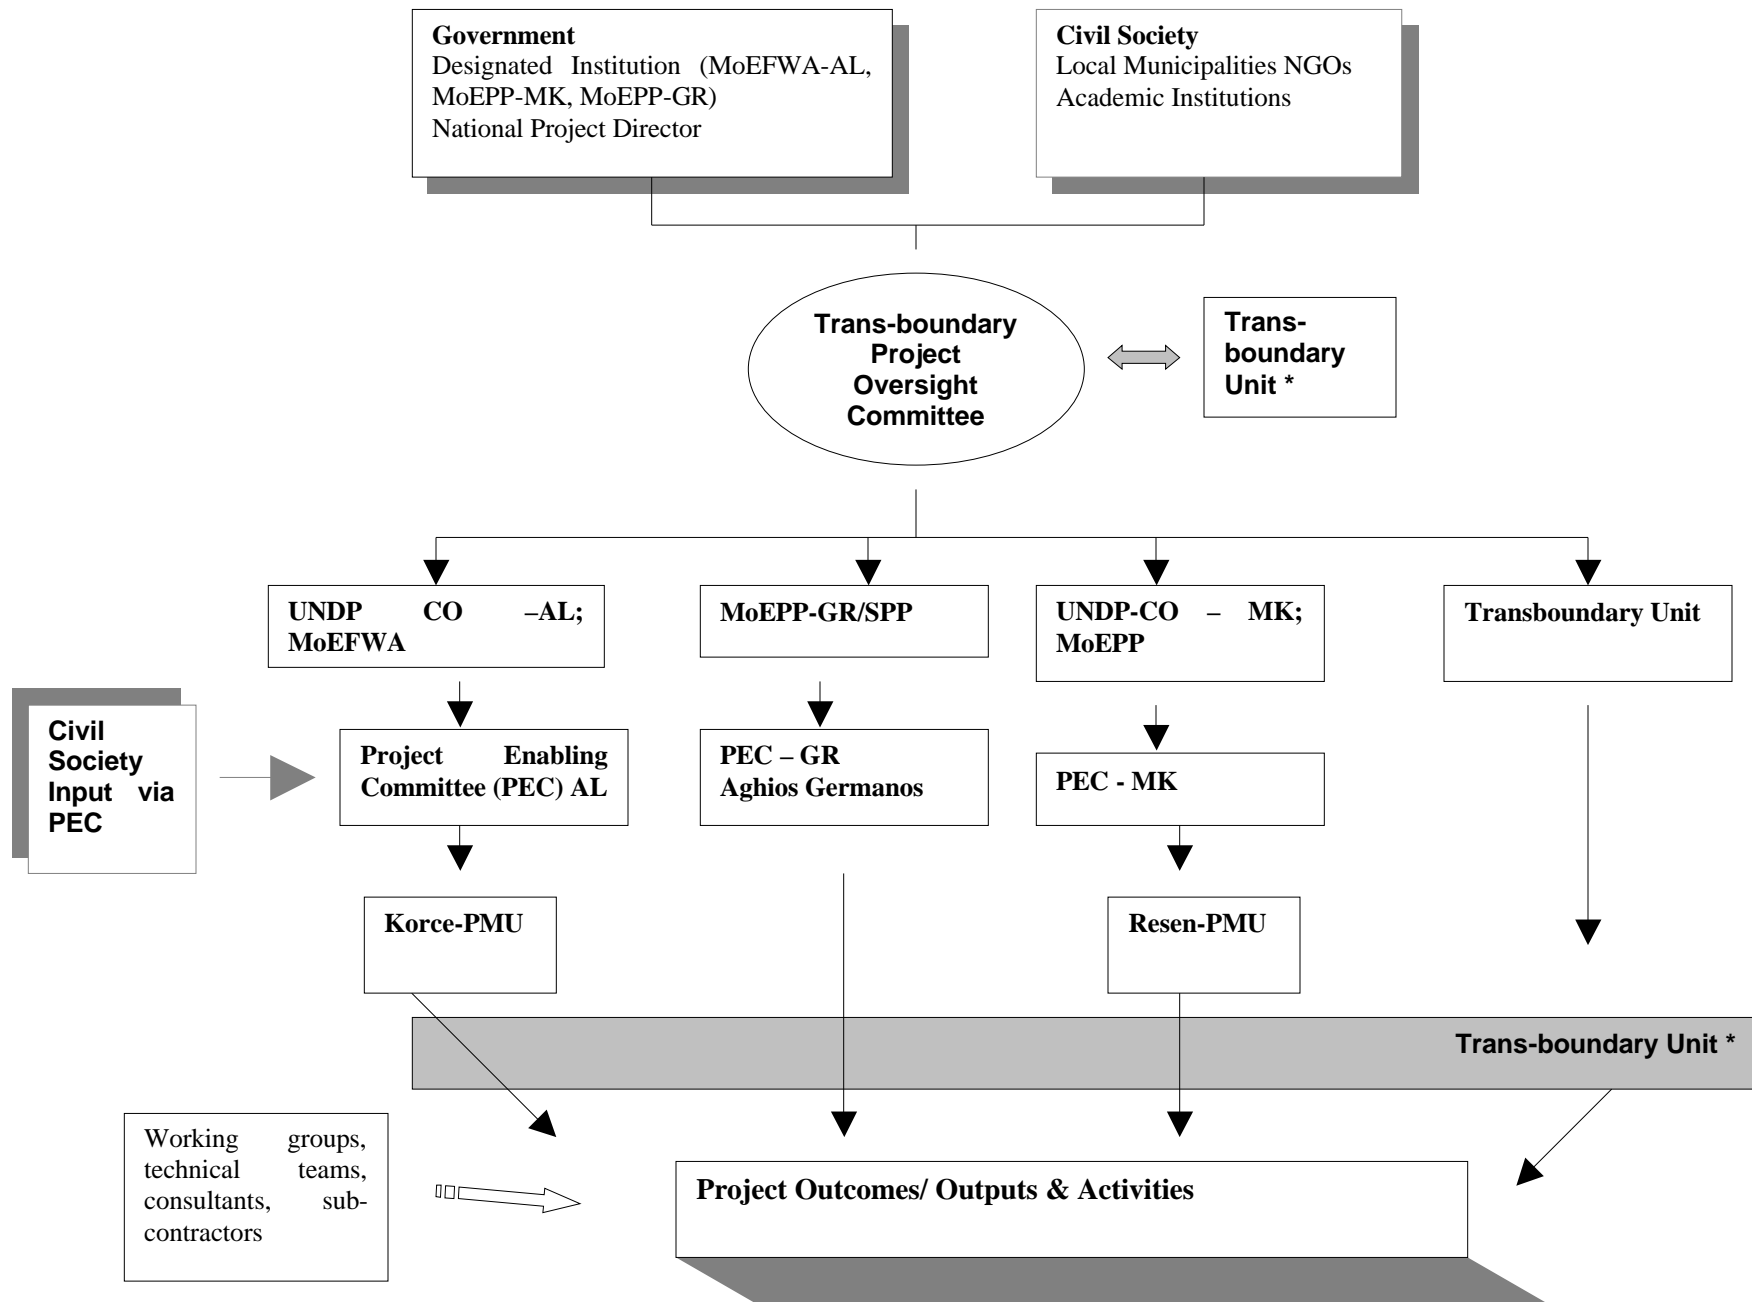 Government
Designated Institution (MoEFWA-AL,
MoEPP-MK, MoEPP-GR)
National Project Director
Civil Society
Local Municipalities NGOs
Academic Institutions
Trans-boundary
Project
Oversight
Committee
Trans-
boundary
Unit *
UNDP CO –AL;
MoEFWA
MoEPP-GR/SPP
UNDP-CO – MK;
MoEPP
Transboundary Unit
Civil
Society
Input via
PEC
Project Enabling
Committee (PEC) AL
PEC – GR
Aghios Germanos
PEC - MK
Korce-PMU
Resen-PMU
Trans-boundary Unit *
Working groups,
technical teams,
consultants, sub-
contractors
Project Outcomes/ Outputs & Activities